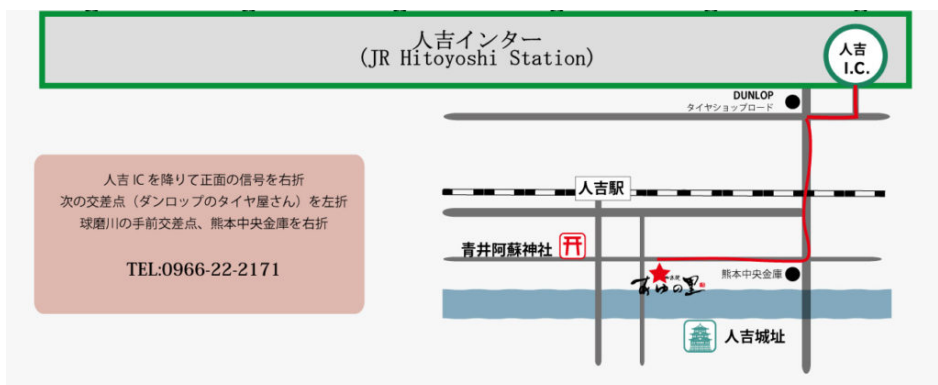 人吉インター
(JR Hitoyoshi Station)
人吉
I.C.
DUNLOP
タイヤショップロード
人吉 IC を降りて正面の信号を右折
次の交差点（ダンロップのタイヤ屋さん）を左折
球磨川の手前交差点、熊本中央金庫を右折
TEL:0966-22-2171
人吉駅
青井阿蘇神社
熊本中央金庫
あゆの里
人吉城址